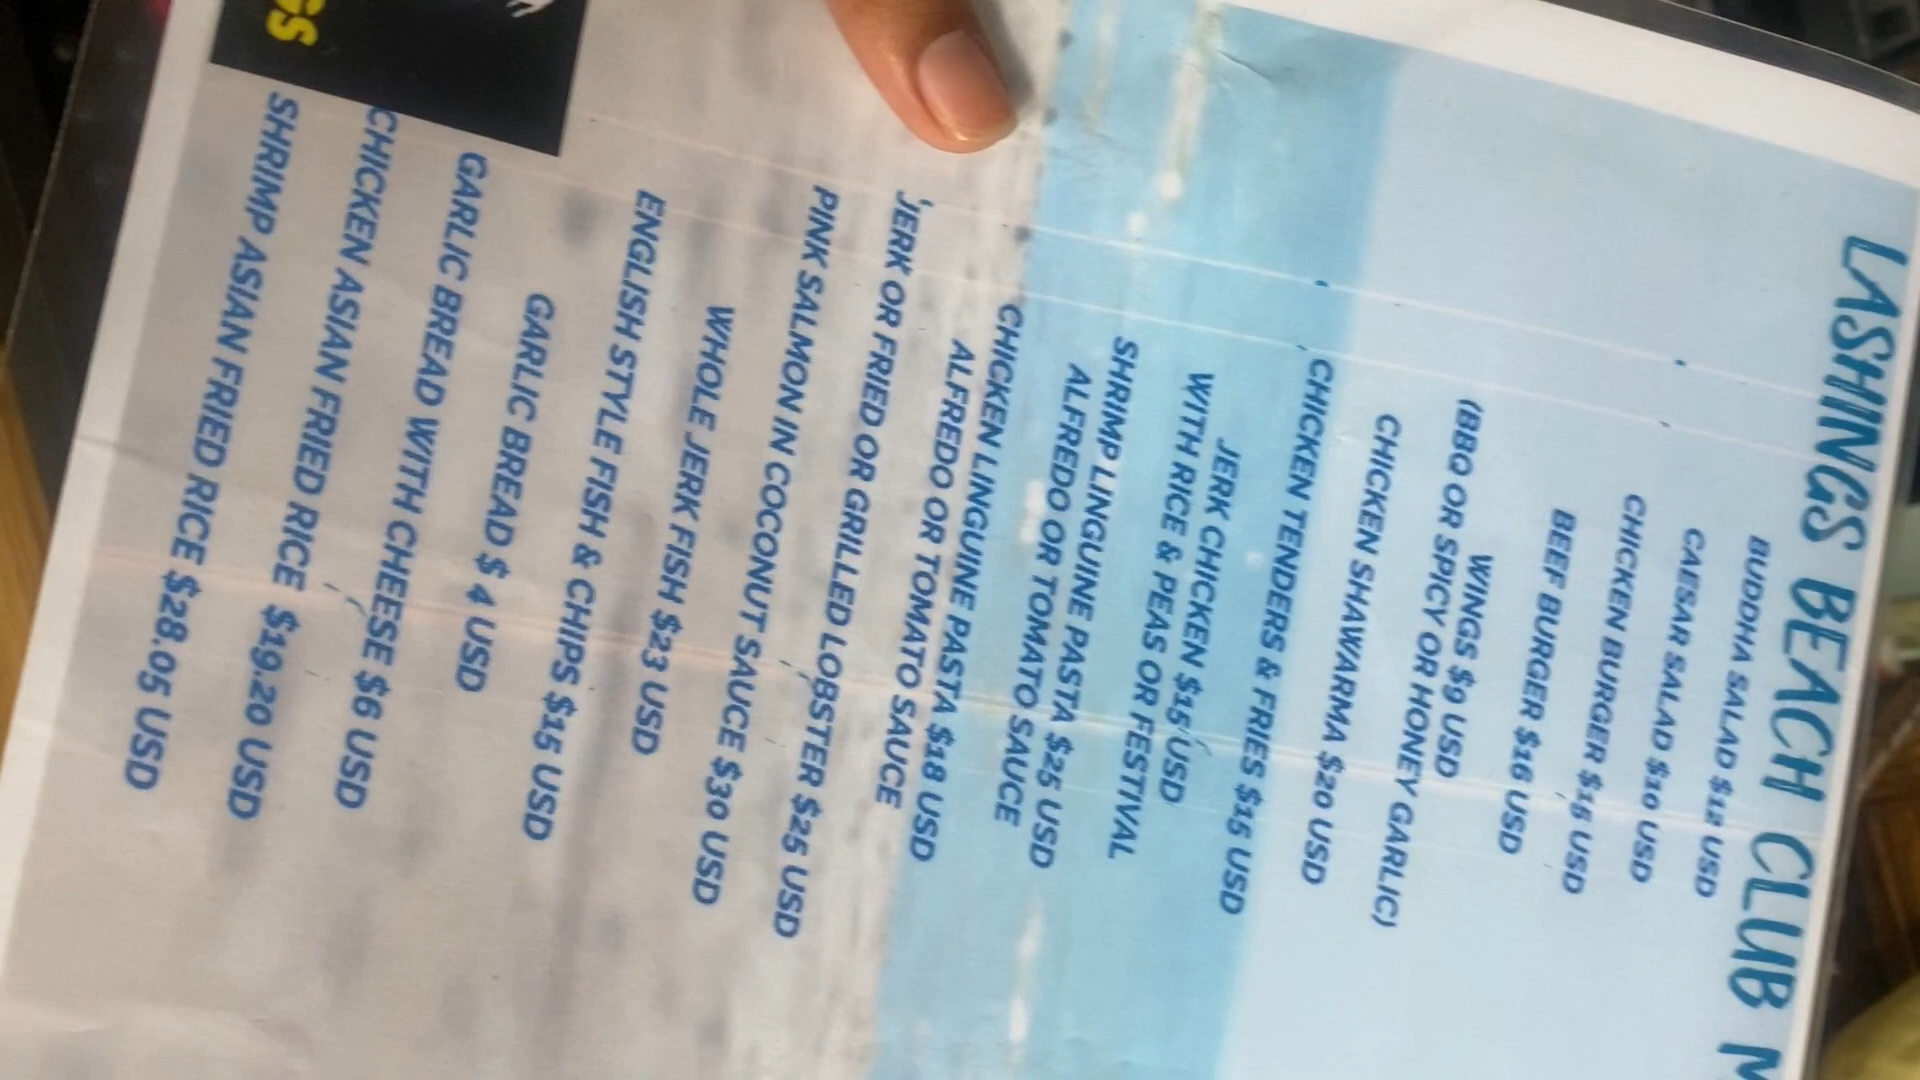 LASHINGS BEACH CLUB
BUDDHA SALAD $12 USD
CAESAR SALAD $10 USD
CHICKEN BURGER $15 USD
BEEF BURGER $16 USD
WINGS $9 USD
(BBQ OR SPICY OR HONEY GARLIC)
CHICKEN SHAWARMA $20 USD
CHICKEN TENDERS & FRIES $15 USD
JERK CHICKEN $15 USD
WITH RICE & PEAS OR FESTIVAL
SHRIMP LINGUINE PASTA $25 USD
ALFREDO OR TOMATO SAUCE
CHICKEN LINGUINE PASTA $18 USD
ALFREDO OR TOMATO SAUCE
JERK OR FRIED OR GRILLED LOBSTER $25 USD
PINK SALMON IN COCONUT SAUCE $30 USD
WHOLE JERK FISH $23 USD
ENGLISH STYLE FISH & CHIPS $15 USD
GARLIC BREAD $ 4 USD
GARLIC BREAD WITH CHEESE $6 USD
CHICKEN ASIAN FRIED RICE $19.20 USD
SHRIMP ASIAN FRIED RICE $28.05 USD